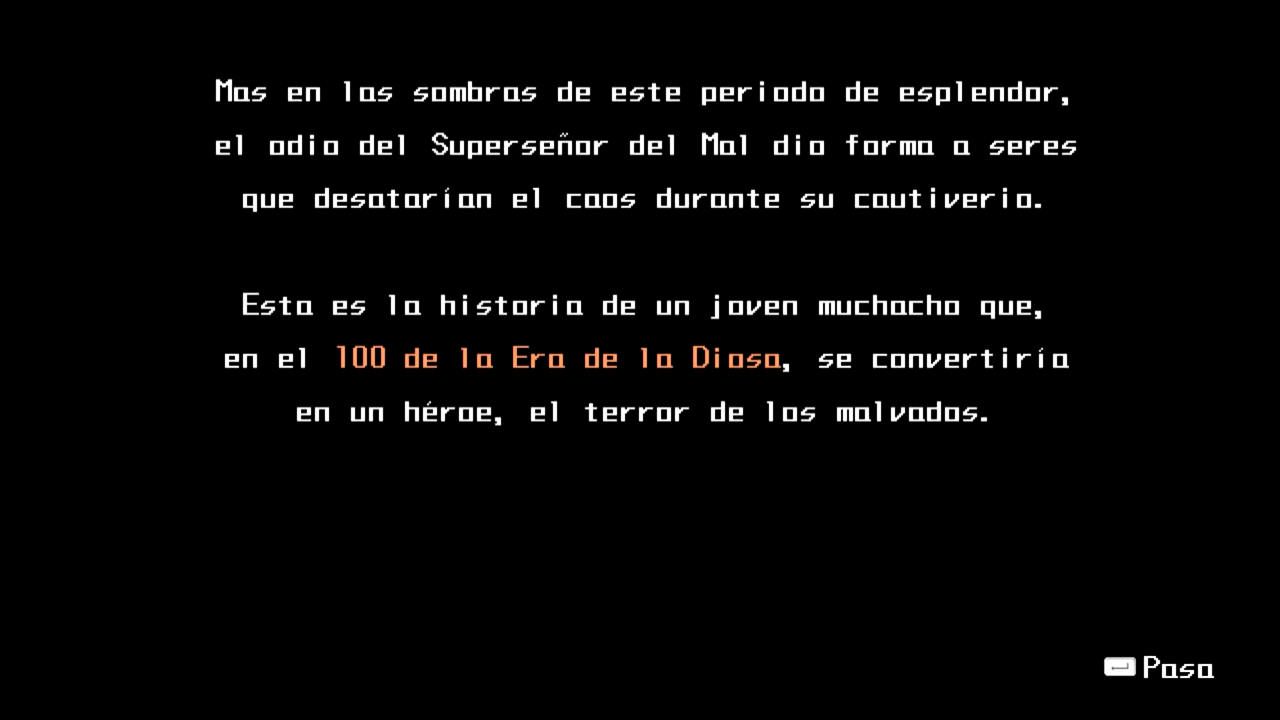 Mas en las sombras de este periodo de esplendor,
el odio del Superseñor del Mal dio forma a seres
que desatarían el caos durante su cautiverio.
Esta es la historia de un joven muchacho que,
en el 100 de la Era de la Diosa, se convertiría
en un héroe, el terror de los malvados.
Pasa